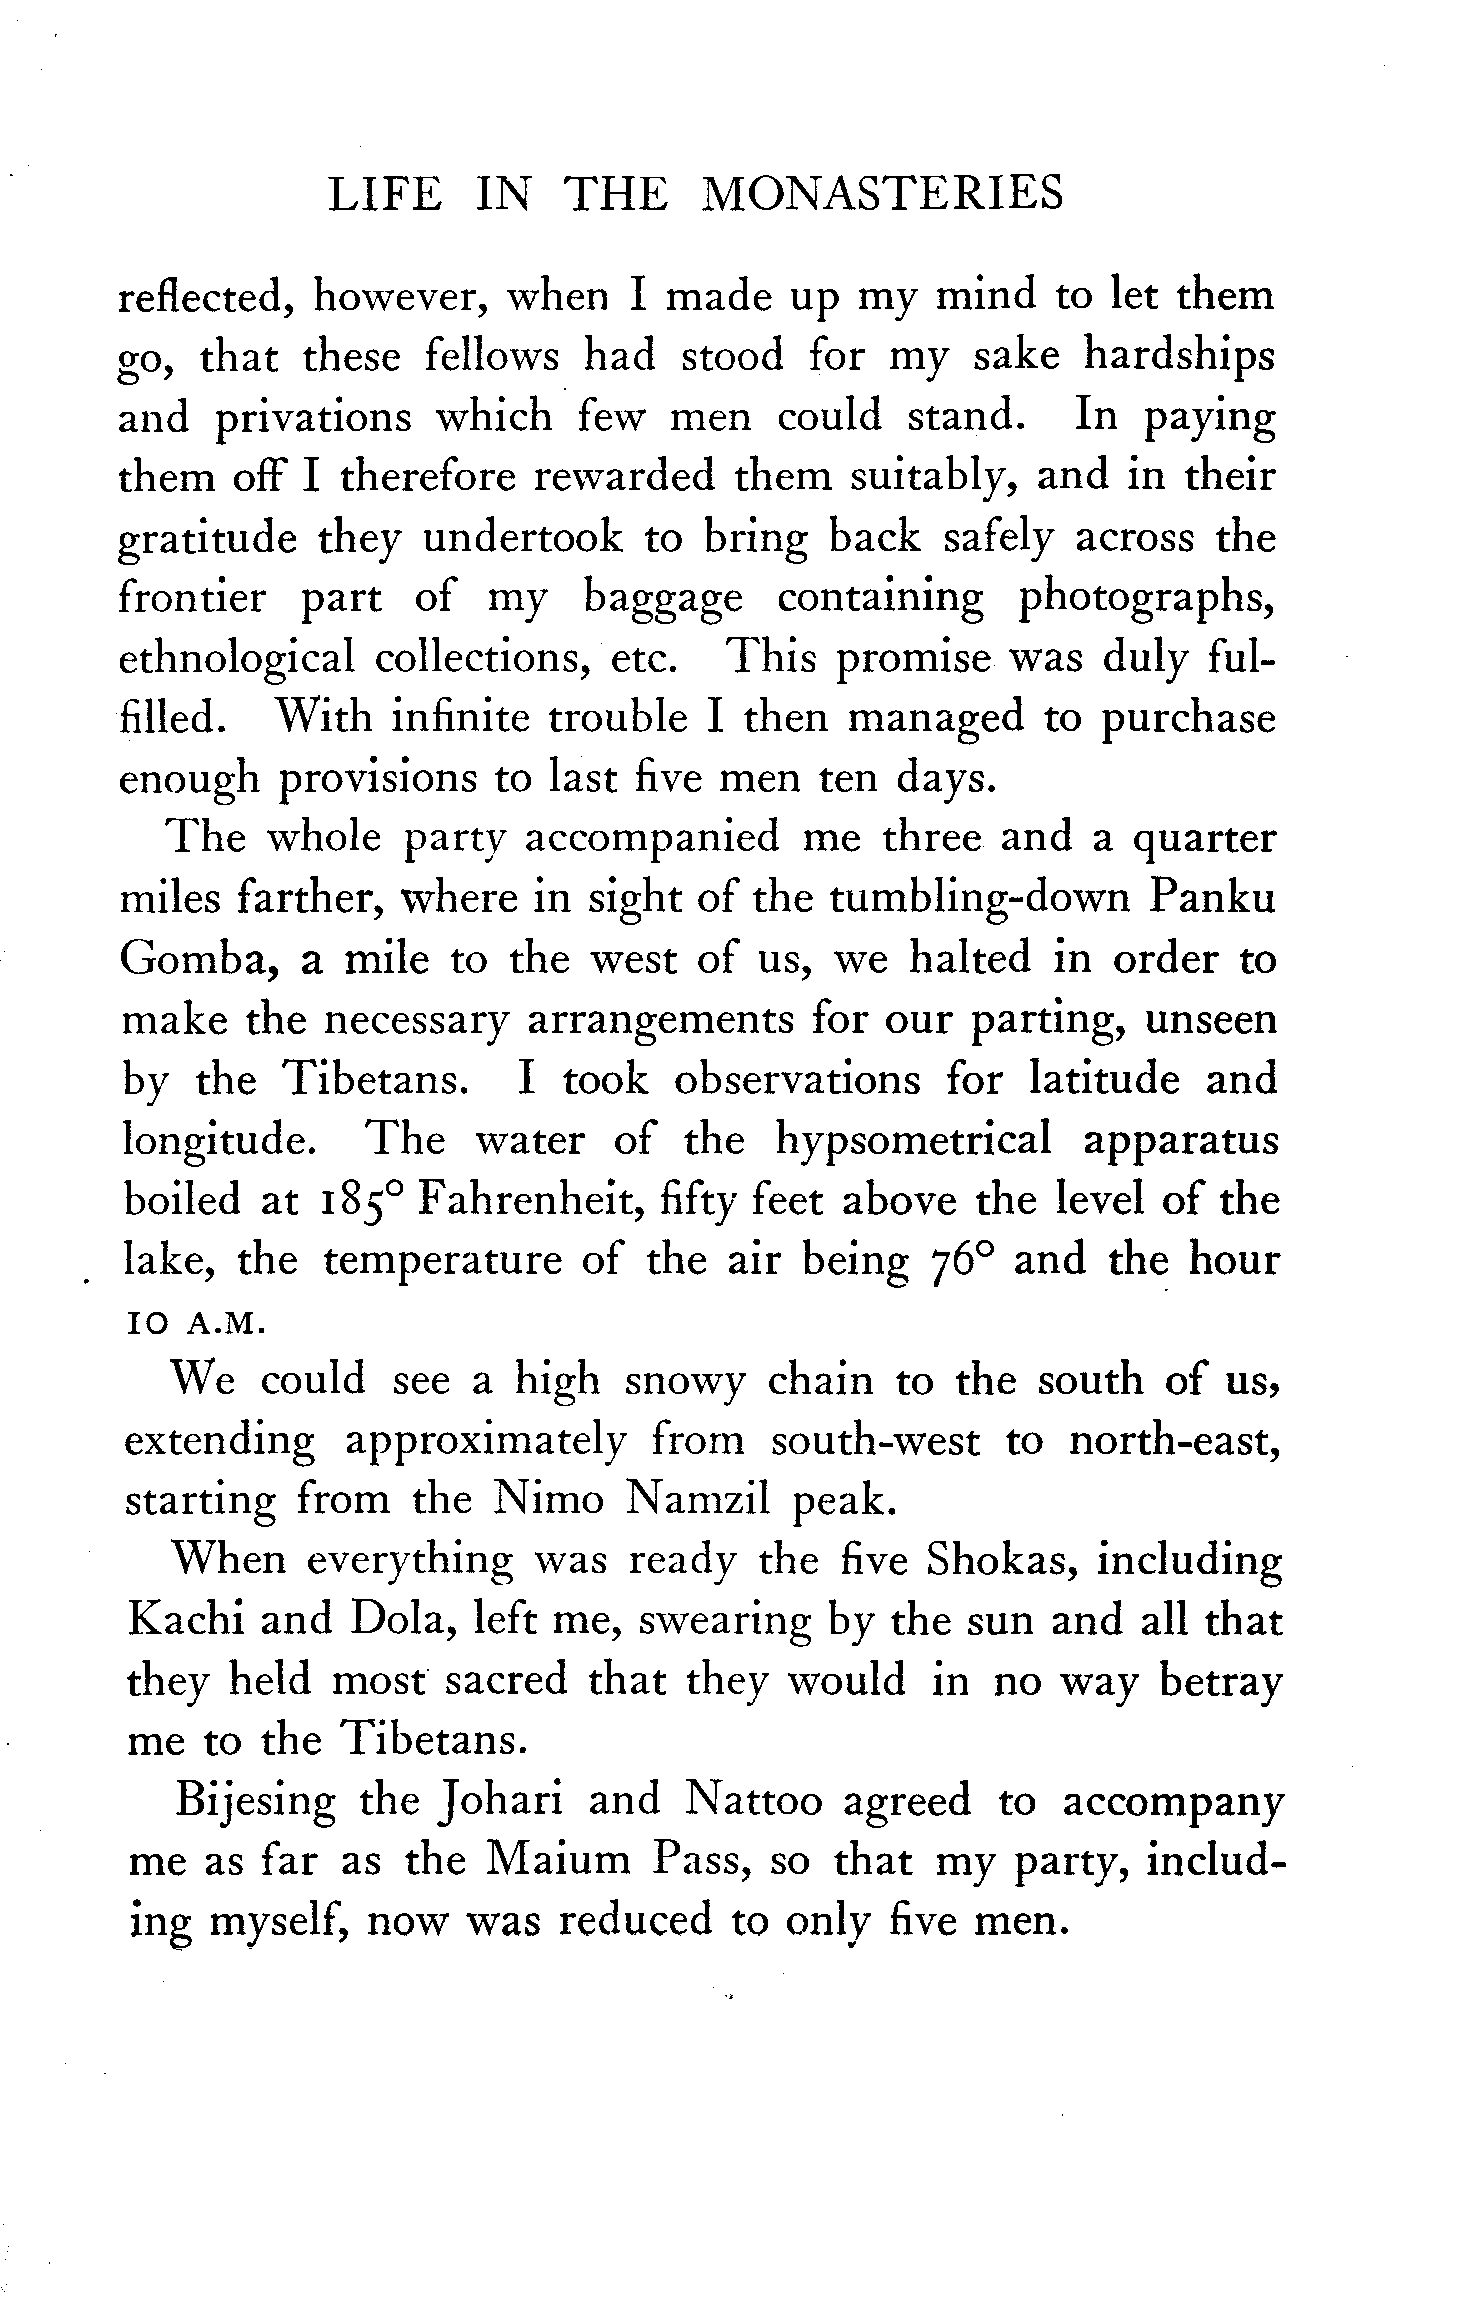 LIFE IN THE MONASTERIES
reflected, however, when I made up my mind to let them
go, that these fellows had stood for my sake hardships
and privations which few men could stand. In paying
them off I therefore rewarded them suitably, and in their
gratitude they undertook to bring back safely across the
frontier part of my baggage containing photographs,
ethnological collections, etc. This promise was duly ful-
filled. With infinite trouble I then managed to purchase
enough provisions to last five men ten days.
The whole party accompanied me three and a quarter
miles farther, where in sight of the tumbling-down Panku
Gomba, a mile to the west of us, we halted in order to
make the necessary arrangements for our parting, unseen
by the Tibetans. I took observations for latitude and
longitude. The water of the hypsometrical apparatus
boiled at 185° Fahrenheit, fifty feet above the level of the
lake, the temperature of the air being 76° and the hour
10 A.M.
We could see a high snowy chain to the south of us,
extending approximately from south-west to north-east,
starting from the Nimo Namzil peak.
When everything was ready the five Shokas, including
Kachi and Dola, left me, swearing by the sun and all that
they held most sacred that they would in no way betray
me to the Tibetans.
Bijesing the Johari and Nattoo agreed to accompany
me as far as the Maium Pass, so that my party, includ-
ing myself, now was reduced to only five men.